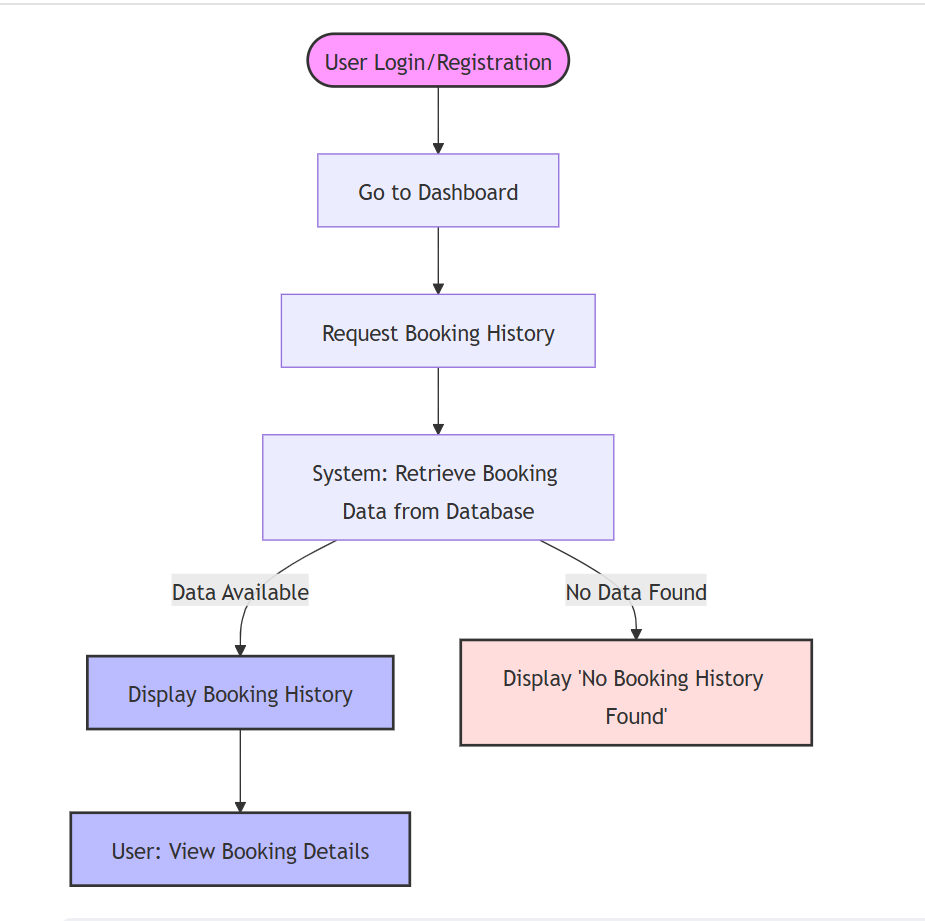 User Login/Registration
Go to Dashboard
Request Booking History
System: Retrieve Booking
Data from Database
Data Available
No Data Found
Display Booking History
Display 'No Booking History
Found'
User: View Booking Details